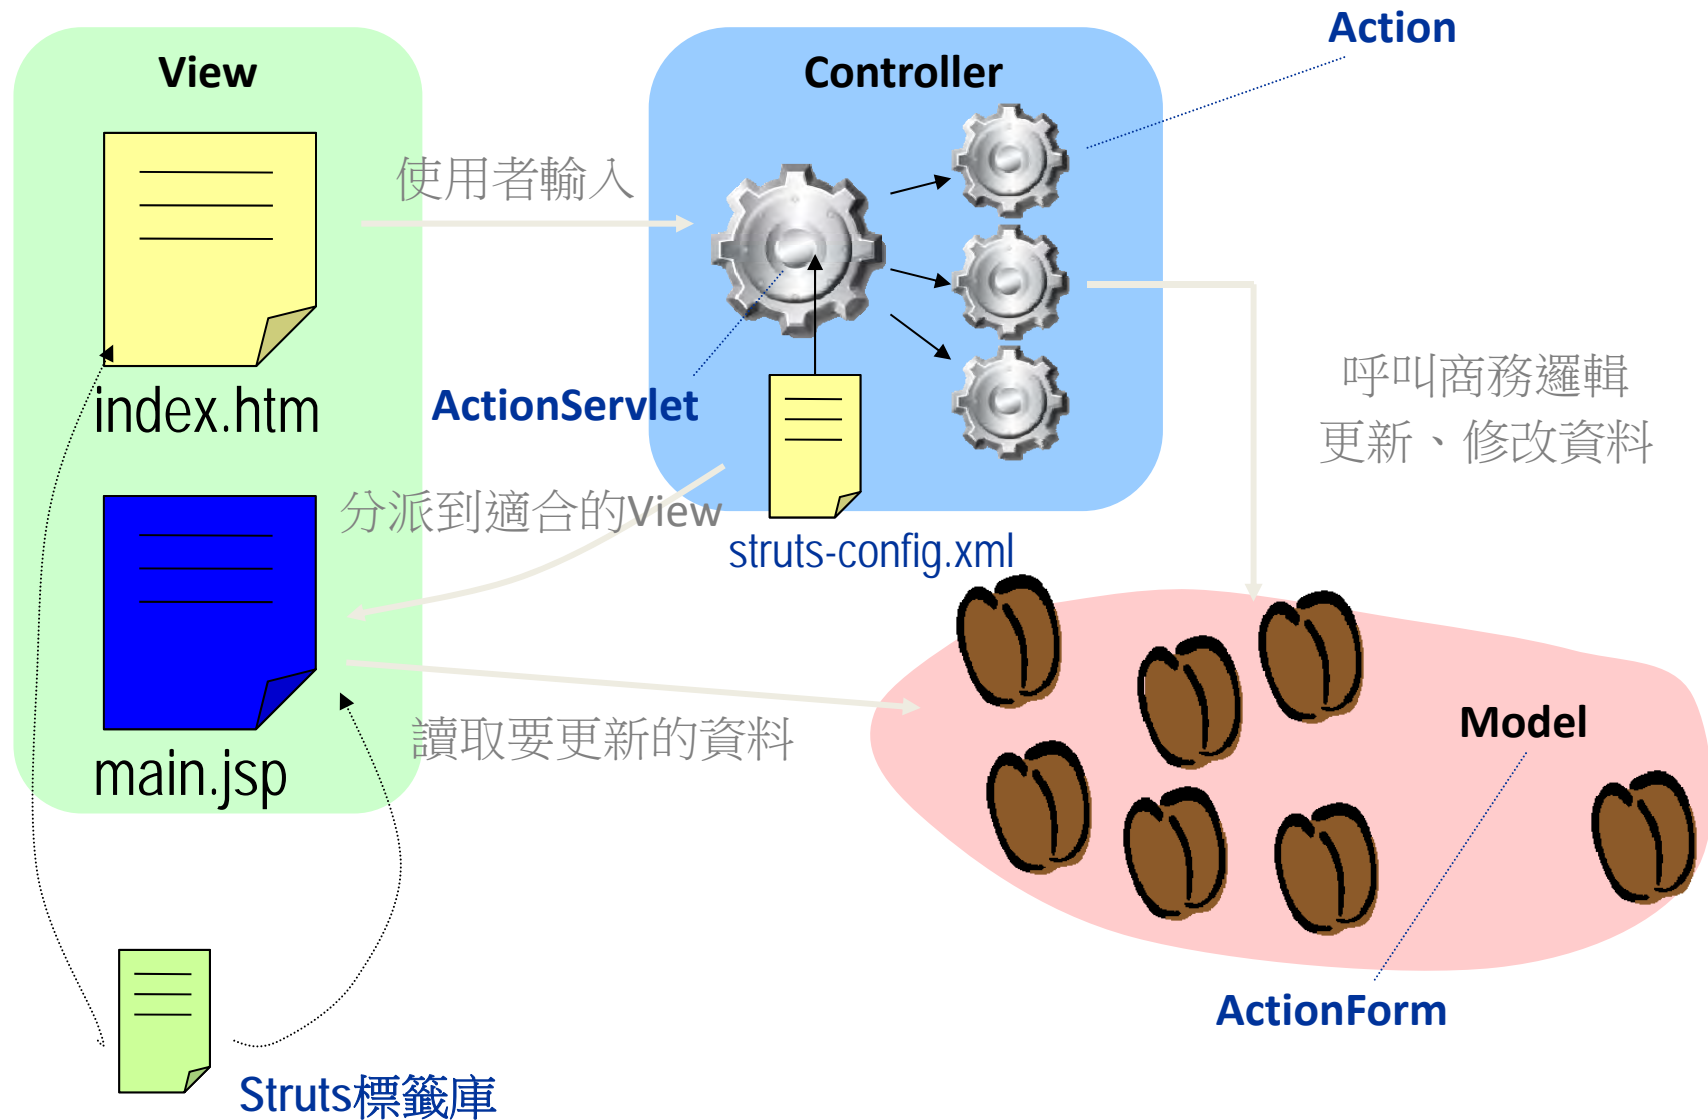 View
Controller
Action
使用者輸入
index.htm
ActionServlet
呼叫商務邏輯
更新、修改資料
分派到適合的View
struts-config.xml
讀取要更新的資料
Model
main.jsp
ActionForm
Struts標籤庫